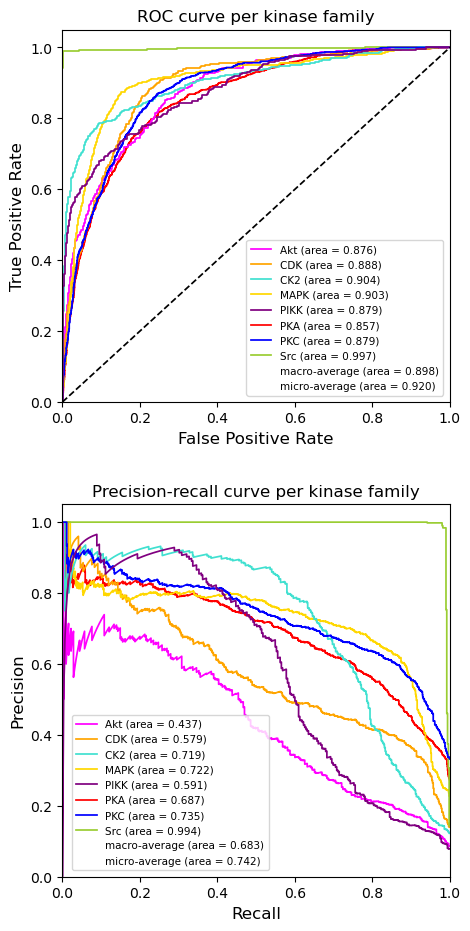 ROC curve per kinase family
1.0
0.8
0.6
0.4
0.2
0.0
True Positive Rate
Akt (area = 0.876)
CDK (area = 0.888)
CK2 (area = 0.904)
MAPK (area = 0.903)
PIKK (area = 0.879)
PKA (area = 0.857)
PKC (area = 0.879)
Src (area = 0.997)
macro-average (area = 0.898)
micro-average (area = 0.920)
0.0 0.2 0.4 0.6 0.8 1.0
False Positive Rate
Precision-recall curve per kinase family
1.0
0.8
0.6
0.4
0.2
0.0
Precision
Akt (area = 0.437)
CDK (area = 0.579)
CK2 (area = 0.719)
MAPK (area = 0.722)
PIKK (area = 0.591)
PKA (area = 0.687)
PKC (area = 0.735)
Src (area = 0.994)
macro-average (area = 0.683)
micro-average (area = 0.742)
0.0 0.2 0.4 0.6 0.8 1.0
Recall